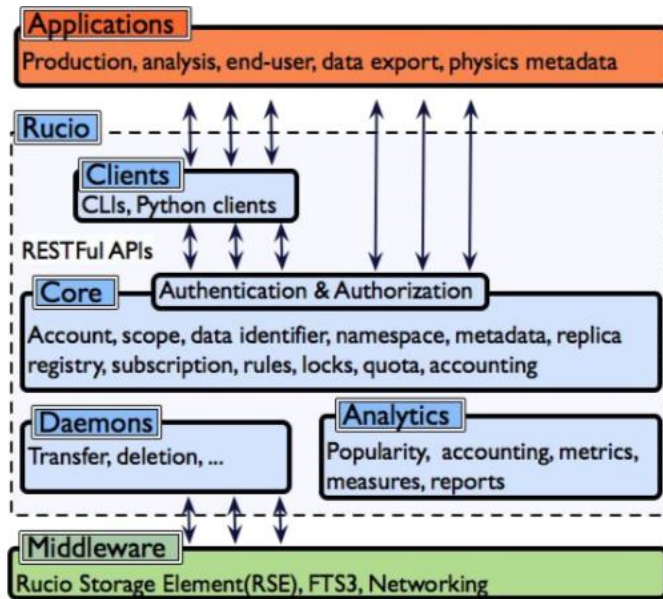 Applications
Production, analysis, end-user, data export, physics metadata
Rucio
Clients
CLIs, Python clients
RESTFul APIs
Core
Authentication & Authorization
Account, scope, data identifier, namespace, metadata, replica
registry, subscription, rules, locks, quota, accounting
Daemons
Transfer, deletion, ...
Analytics
Popularity, accounting, metrics,
measures, reports
Middleware
Rucio Storage Element(RSE), FTS3, Networking